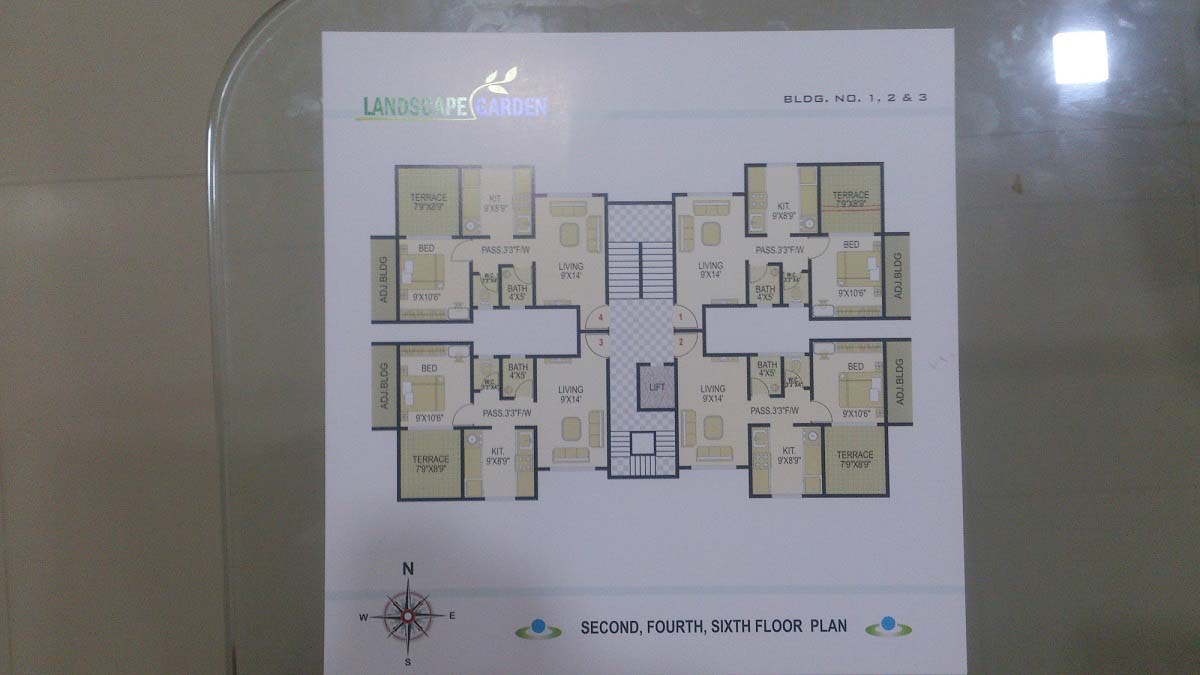 LANDSCAPE GARDEN
BLDG. NO. 1, 2 & 3
TERRACE
7'9"X8'9"
KIT.
9'X8'9"
BED
9'X10'6"
ADJ.BLDG
PASS.3'3"F/W
W.C.
BATH
4'X5'
LIVING
9'X14'
4
KIT.
9'X8'9"
TERRACE
7'9"X8'9"
PASS.3'3"F/W
BED
9'X10'6"
ADJ.BLDG
LIVING
9'X14'
BATH
4'X5'
W.C.
1
3
ADJ.BLDG
BED
9'X10'6"
W.C.
BATH
4'X5'
LIVING
9'X14'
PASS.3'3"F/W
TERRACE
7'9"X8'9"
KIT.
9'X8'9"
2
LIFT
LIVING
9'X14'
BATH
4'X5'
W.C.
BED
9'X10'6"
ADJ.BLDG
PASS.3'3"F/W
KIT.
9'X8'9"
TERRACE
7'9"X8'9"
N
W
E
S
SECOND, FOURTH, SIXTH FLOOR PLAN